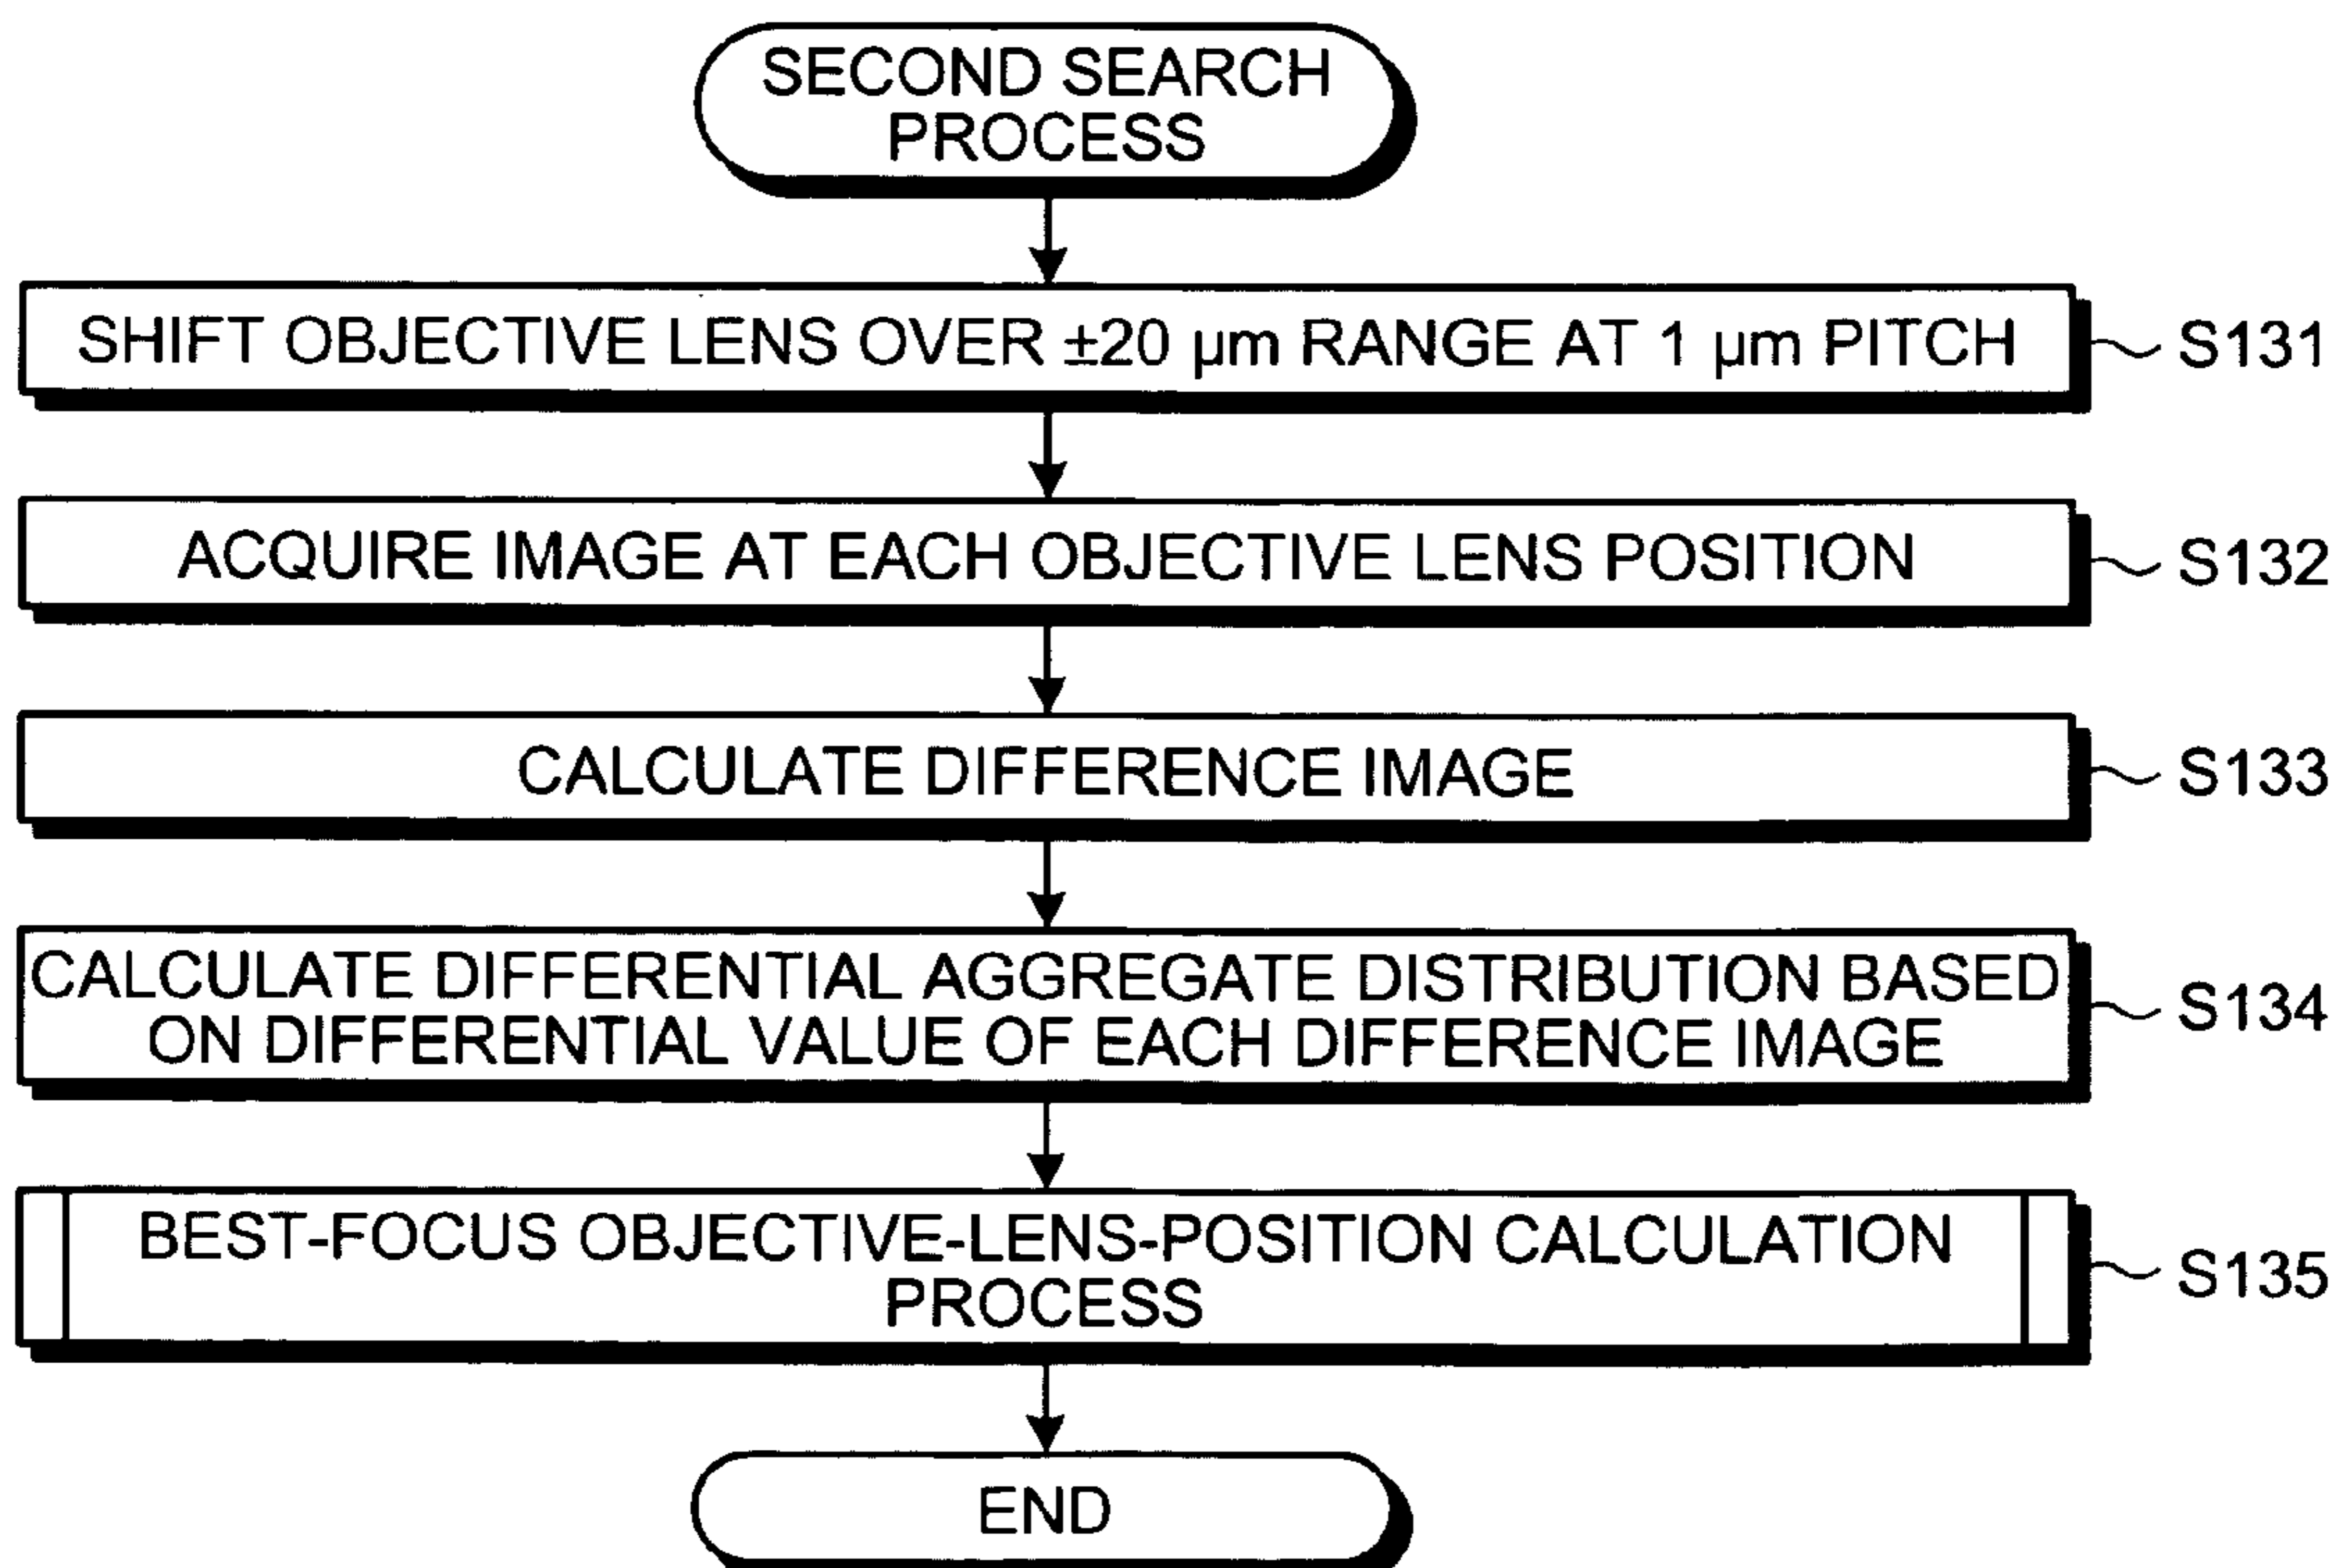 SECOND SEARCH
PROCESS
SHIFT OBJECTIVE LENS OVER ±20 µm RANGE AT 1 µm PITCH
S131
ACQUIRE IMAGE AT EACH OBJECTIVE LENS POSITION
S132
CALCULATE DIFFERENCE IMAGE
S133
CALCULATE DIFFERENTIAL AGGREGATE DISTRIBUTION BASED
ON DIFFERENTIAL VALUE OF EACH DIFFERENCE IMAGE
S134
BEST-FOCUS OBJECTIVE-LENS-POSITION CALCULATION
PROCESS
S135
END